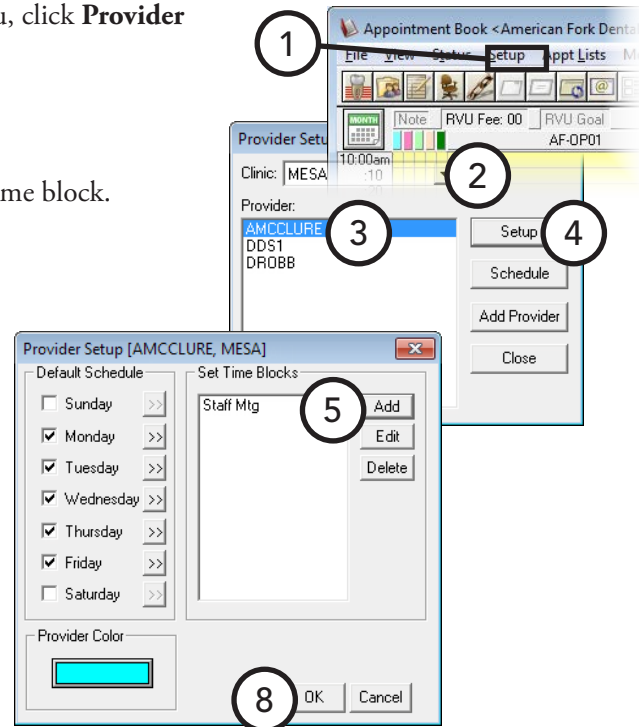 u, click Provider
me block.
1
Appointment Book <American Fork Denta
File View Status Setup Appt Lists
MONTH
Note RVU Fee: 00 RVU Goal
AF-OP01
10:00am
:10
Provider Setu
Clinic: MESA
2
Provider:
AMCCLURE
DDS1
DROBB
3
Setup
4
Schedule
Add Provider
Close
Provider Setup [AMCCLURE, MESA]
Default Schedule
Sunday >>
Monday >>
Tuesday >>
Wednesday >>
Thursday >>
Friday >>
Saturday >>
Set Time Blocks
Staff Mtg
5
Add
Edit
Delete
Provider Color
8
OK Cancel